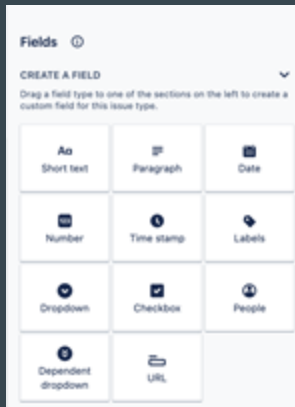 Fields
CREATE A FIELD
Drag a field type to one of the sections on the left to create a
custom field for this issue type.
Aa
Short text
Paragraph
Date
Number
Time stamp
Labels
Dropdown
Checkbox
People
Dependent
dropdown
URL